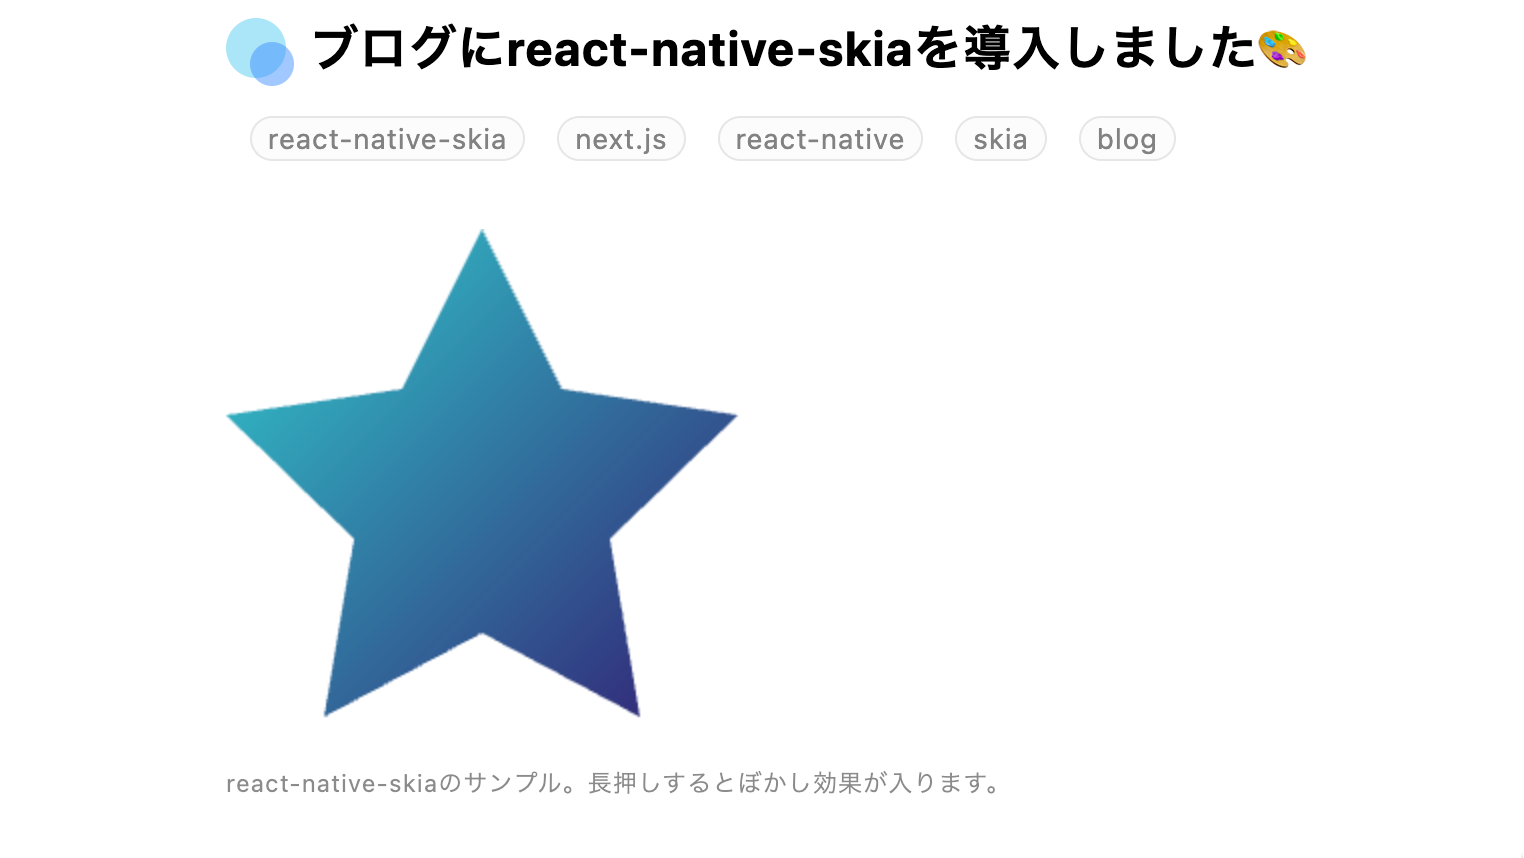 ブログにreact-native-skiaを導入しました🎨
react-native-skia next.js react-native skia blog
react-native-skiaのサンプル。長押しするとぼかし効果が入ります。